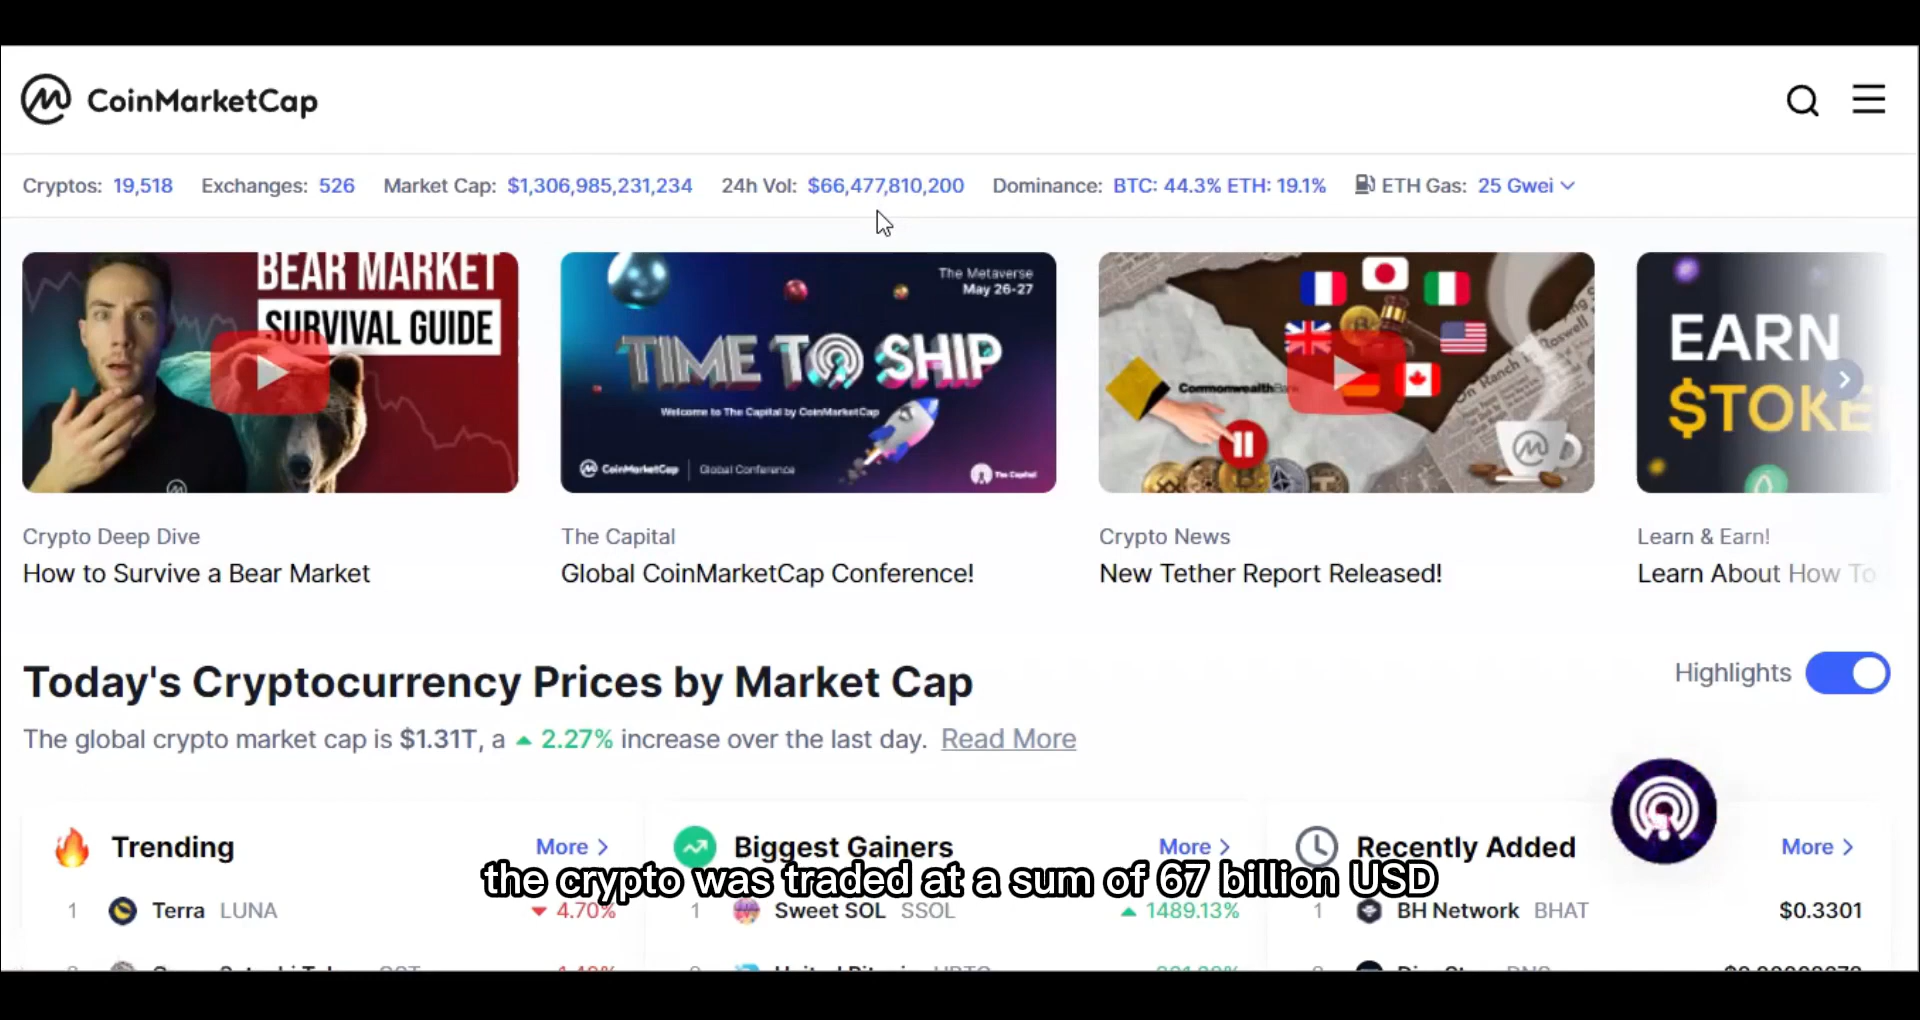 CoinMarketCap
Cryptos: 19,518 Exchanges: 526 Market Cap: $1,306,985,231,234 24h Vol: $66,477,810,200 Dominance: BTC: 44.3% ETH: 19.1% ETH Gas: 25 Gwei
BEAR MARKET
SURVIVAL GUIDE
The Metaverse
May 26-27
TIME TO SHIP
Welcome to The Capital by CoinMarketCap
CoinMarketCap Global Conference The Capital
CommonwealthBank
Roswell
on Ranch in
EARN
$TOKE
Crypto Deep Dive
How to Survive a Bear Market
The Capital
Global CoinMarketCap Conference!
Crypto News
New Tether Report Released!
Learn & Earn!
Learn About How To
Today's Cryptocurrency Prices by Market Cap
Highlights
The global crypto market cap is $1.31T, a 2.27% increase over the last day. Read More
Trending More
Biggest Gainers More
Recently Added More
the crypto was traded at a sum of 67 billion USD
1 Terra LUNA 4.70%
1 Sweet SOL SSOL 1489.13%
1 BH Network BHAT $0.3301